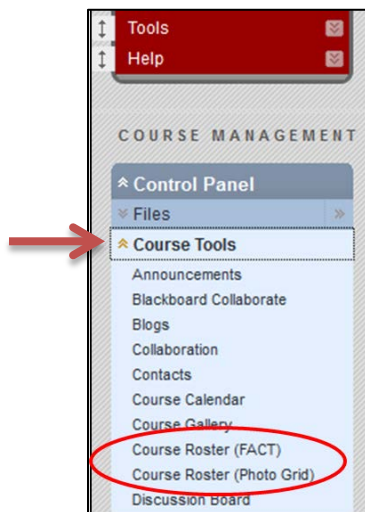 Tools
Help
COURSE MANAGEMENT
Control Panel
Files
Course Tools
Announcements
Blackboard Collaborate
Blogs
Collaboration
Contacts
Course Calendar
Course Gallery
Course Roster (FACT)
Course Roster (Photo Grid)
Discussion Board